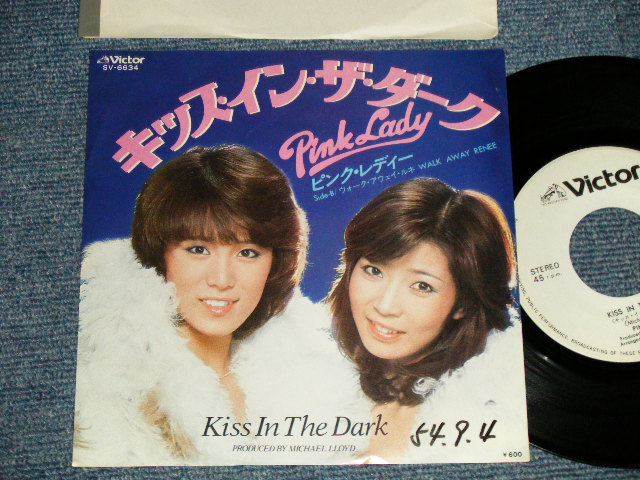 Victor
SV-6634
キッス・イン・ザ・ダーク
Pink Lady
ピンク・レディー
Side-B/ヴォーク・アウェイ・ルネ WALK AWAY RENEE
Kiss In The Dark
PRODUCED BY MICHAEL LLOYD
54.9.4
¥600
Victor
STEREO
45 r.p.m.
KISS IN